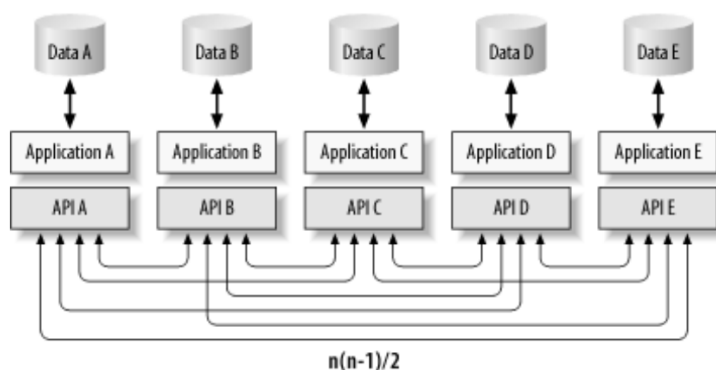 Data A
Data B
Data C
Data D
Data E
Application A
Application B
Application C
Application D
Application E
API A
API B
API C
API D
API E
n(n-1)/2